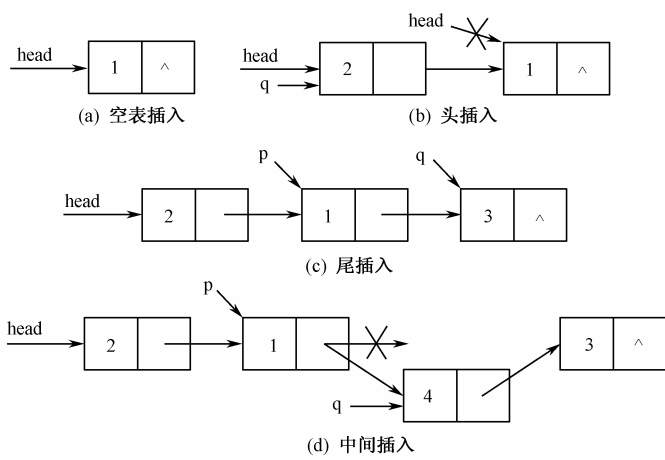 head
1 ^
(a) 空表插入
head
head
q
2
1 ^
(b) 头插入
p
q
head
2
1
3 ^
(c) 尾插入
p
head
2
1
3 ^
q
4
(d) 中间插入